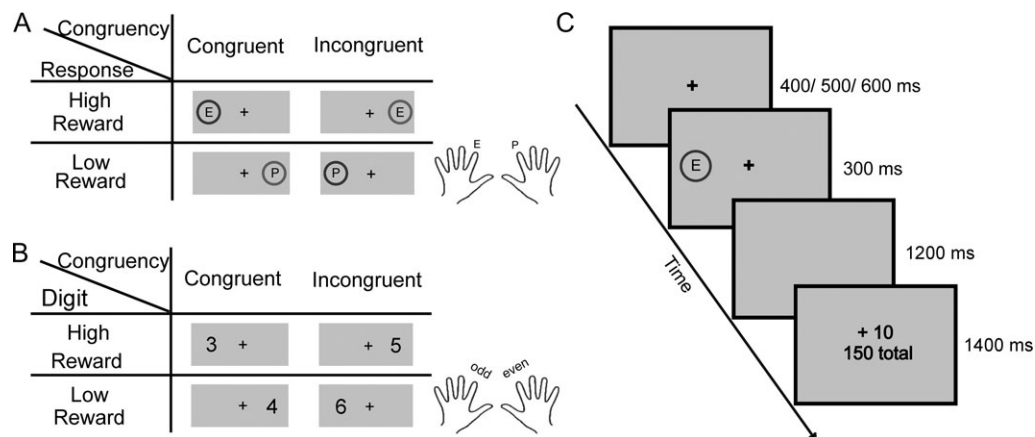 A
Congruency
Response
Congruent
Incongruent
High
Reward
E +
+ E
Low
Reward
+ P
P +
E
P
B
Congruency
Digit
Congruent
Incongruent
High
Reward
3 +
+ 5
Low
Reward
+ 4
6 +
odd
even
C
+
400/ 500/ 600 ms
E +
300 ms
1200 ms
+ 10
150 total
1400 ms
Time